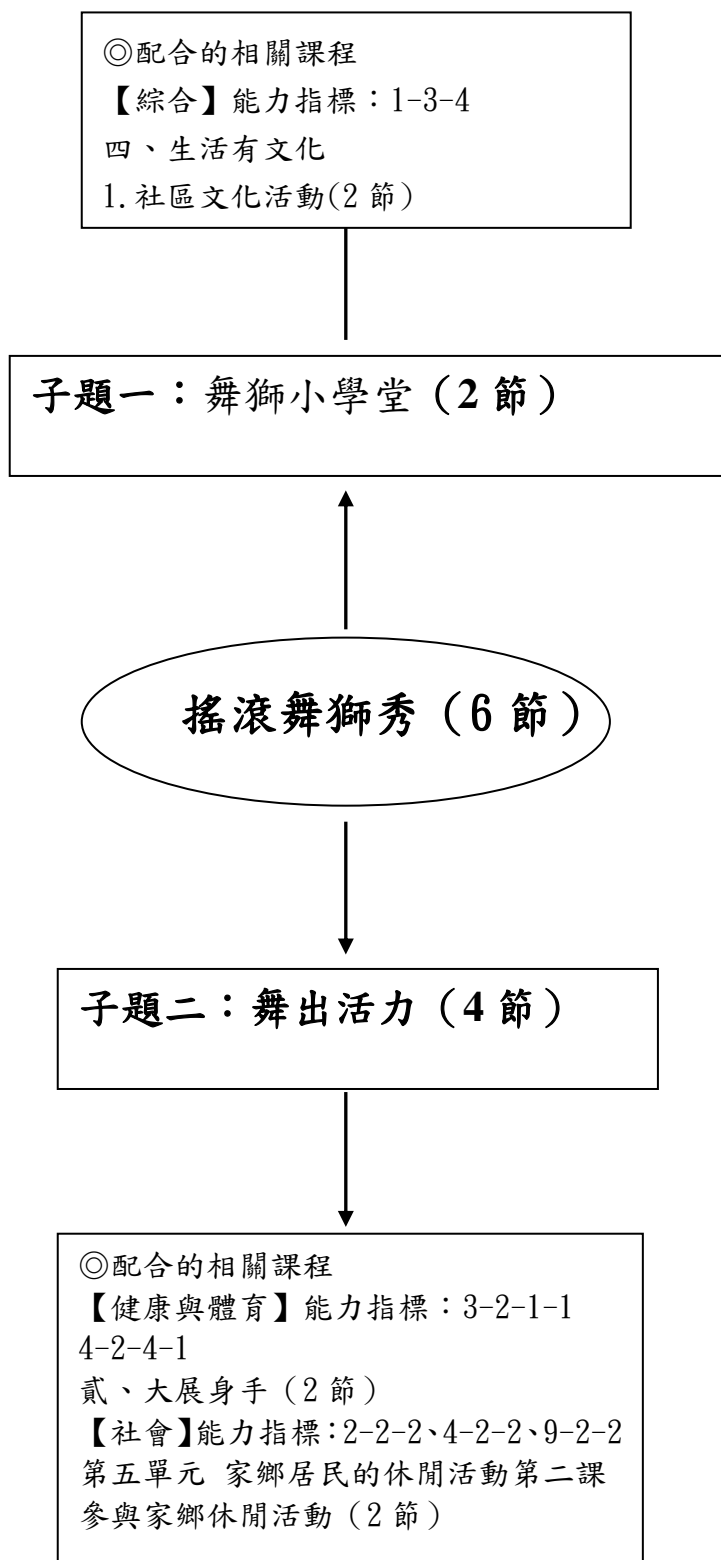 ◎配合的相關課程
【綜合】能力指標：1-3-4
四、生活有文化
1.社區文化活動(2 節)
子題一：舞獅小學堂（2 節）
搖滾舞獅秀（6 節）
子題二：舞出活力（4 節）
◎配合的相關課程
【健康與體育】能力指標：3-2-1-1
4-2-4-1
貳、大展身手（2 節）
【社會】能力指標：2-2-2、4-2-2、9-2-2
第五單元 家鄉居民的休閒活動第二課
參與家鄉休閒活動（2 節）